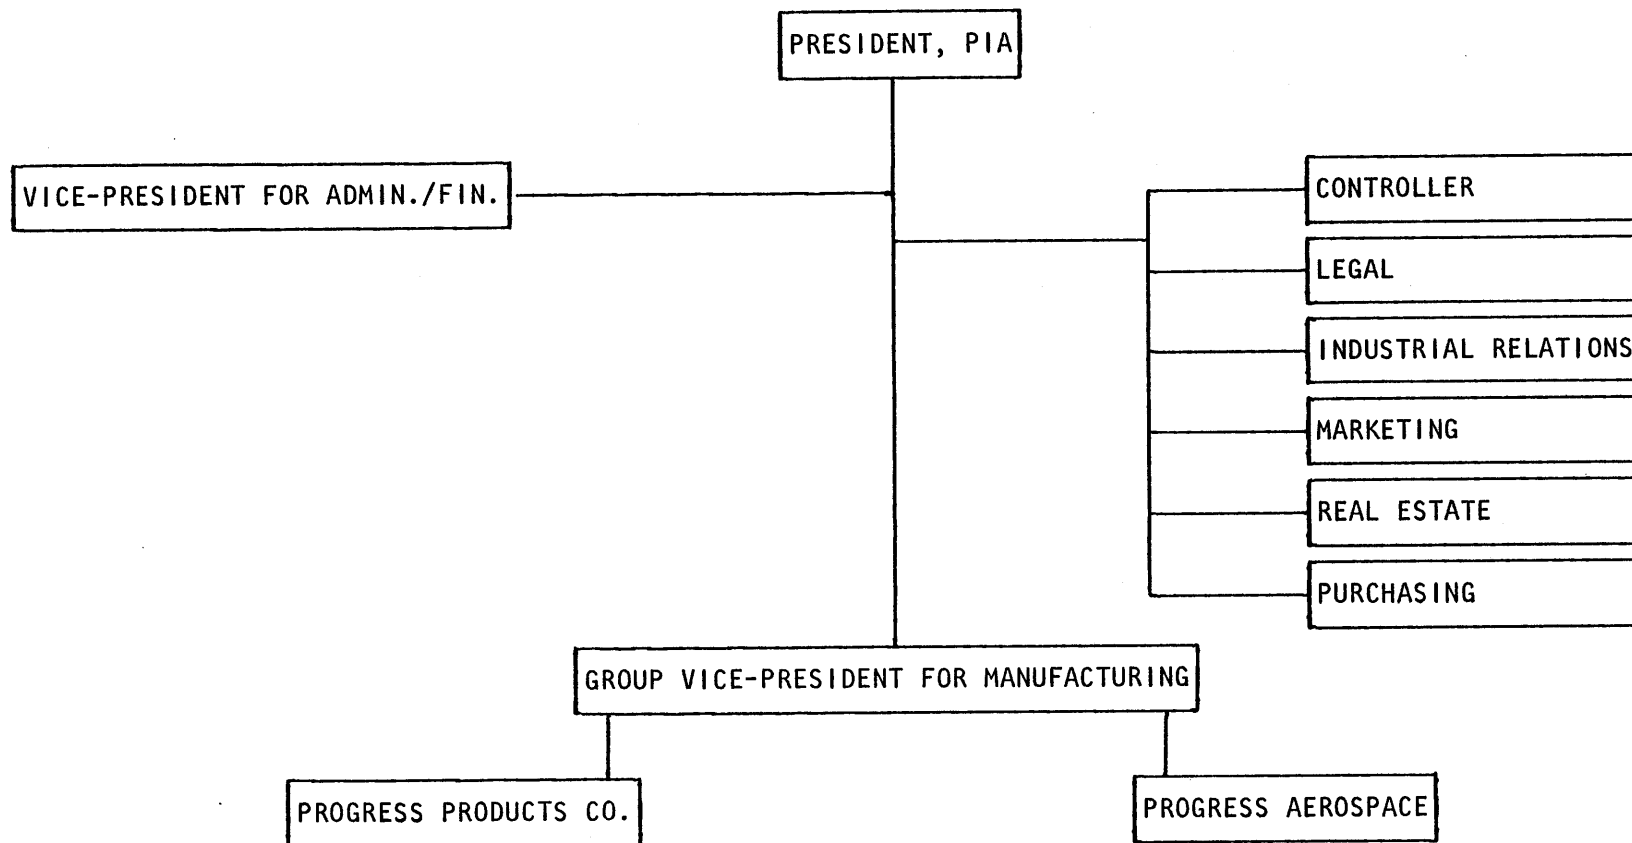 PRESIDENT, PIA
VICE-PRESIDENT FOR ADMIN./FIN.
CONTROLLER
LEGAL
INDUSTRIAL RELATIONS
MARKETING
REAL ESTATE
PURCHASING
GROUP VICE-PRESIDENT FOR MANUFACTURING
PROGRESS PRODUCTS CO.
PROGRESS AEROSPACE